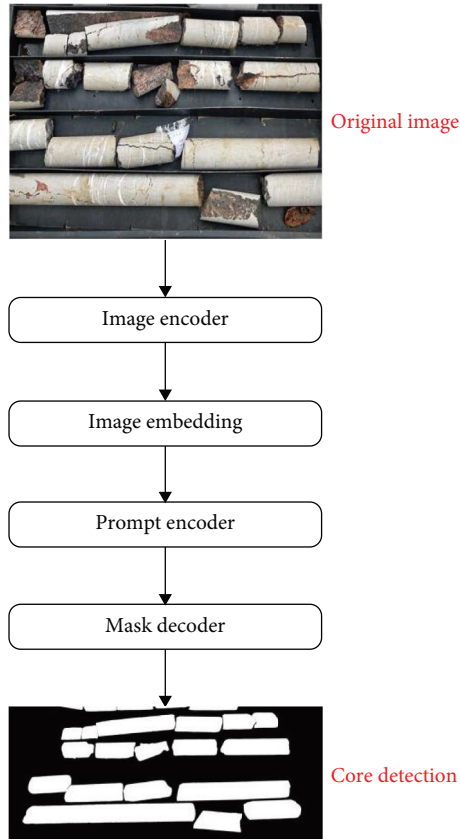 Original image
Image encoder
Image embedding
Prompt encoder
Mask decoder
Core detection